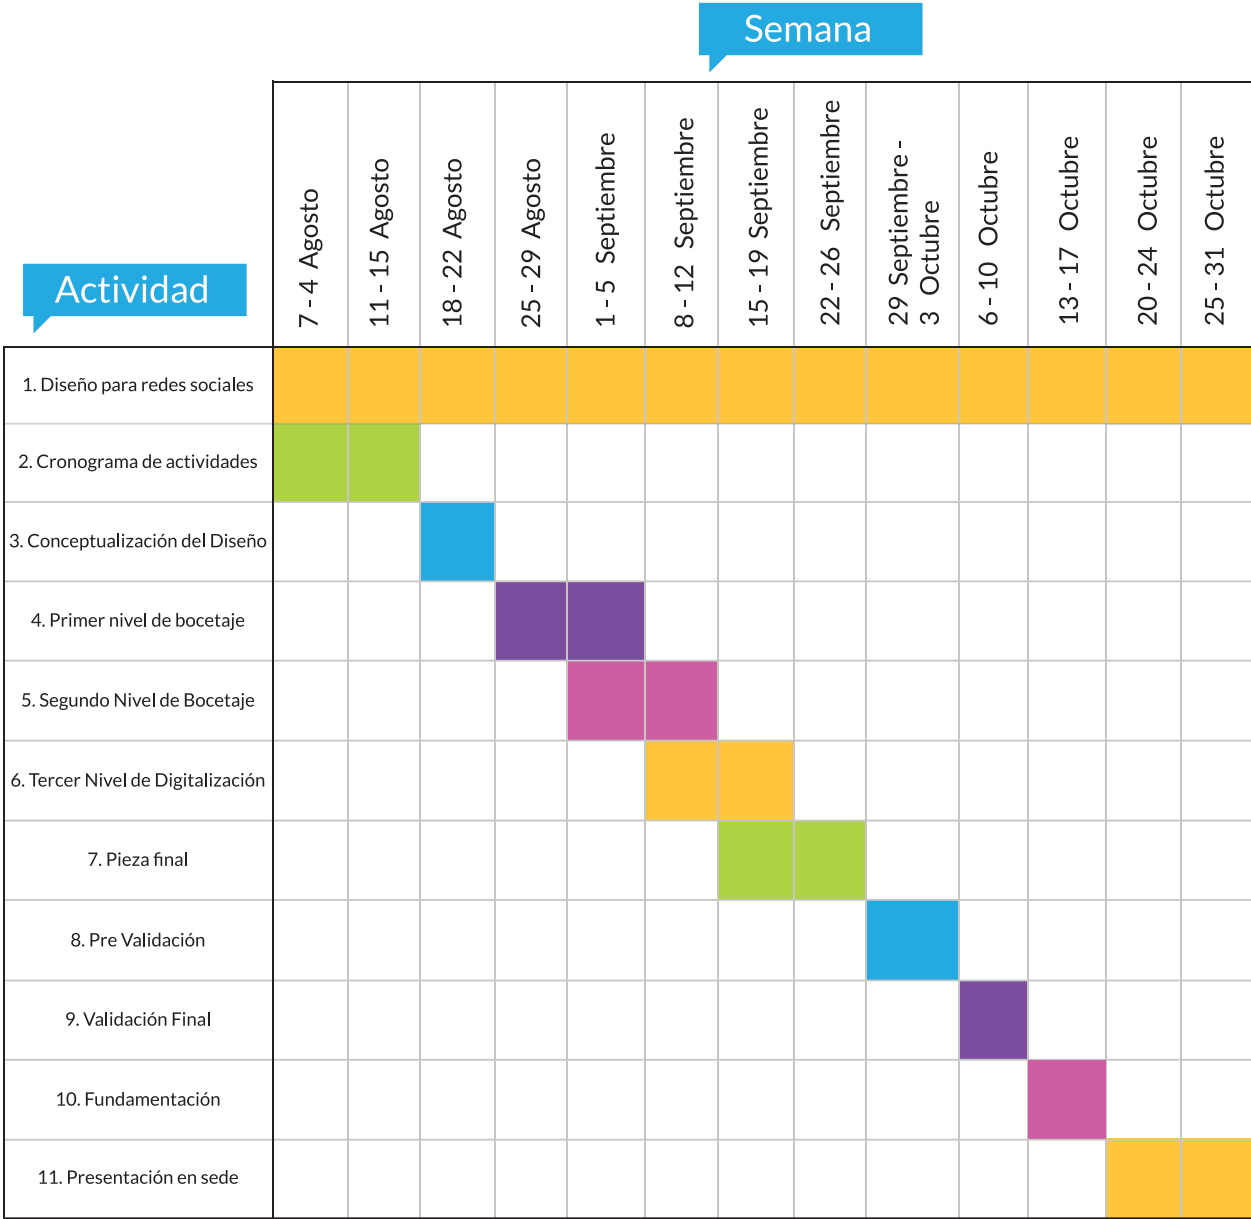 Semana
Actividad
7 - 4 Agosto
11 - 15 Agosto
18 - 22 Agosto
25 - 29 Agosto
1 - 5 Septiembre
8 - 12 Septiembre
15 - 19 Septiembre
22 - 26 Septiembre
29 Septiembre -
3 Octubre
6 - 10 Octubre
13 - 17 Octubre
20 - 24 Octubre
25 - 31 Octubre
1. Diseño para redes sociales
2. Cronograma de actividades
3. Conceptualización del Diseño
4. Primer nivel de bocetaje
5. Segundo Nivel de Bocetaje
6. Tercer Nivel de Digitalización
7. Pieza final
8. Pre Validación
9. Validación Final
10. Fundamentación
11. Presentación en sede